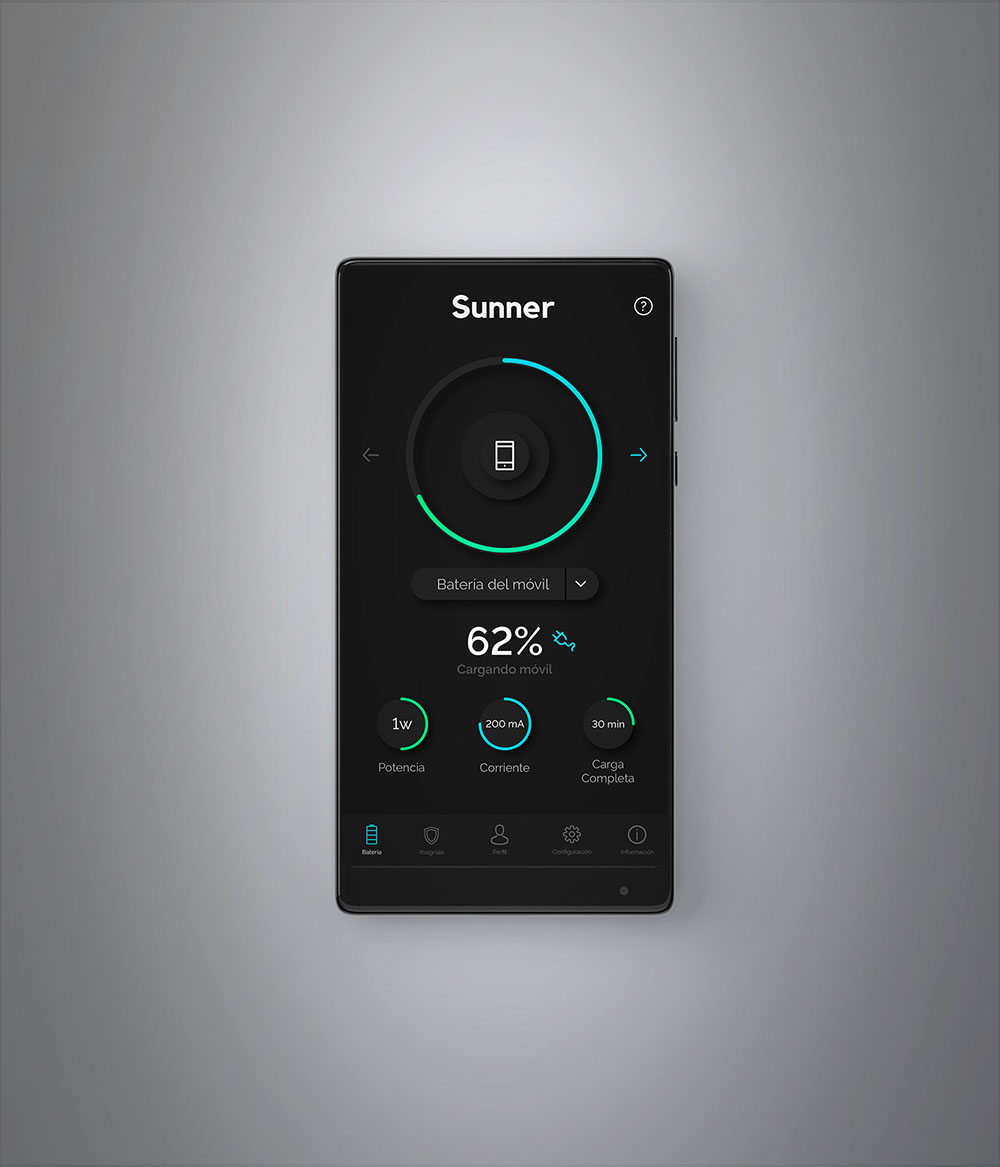 Sunner
?
Batería del móvil
62%
Cargando móvil
1w
200 mA
30 min
Potencia
Corriente
Carga
Completa
Batería
Insignias
Perfil
Configuración
Información